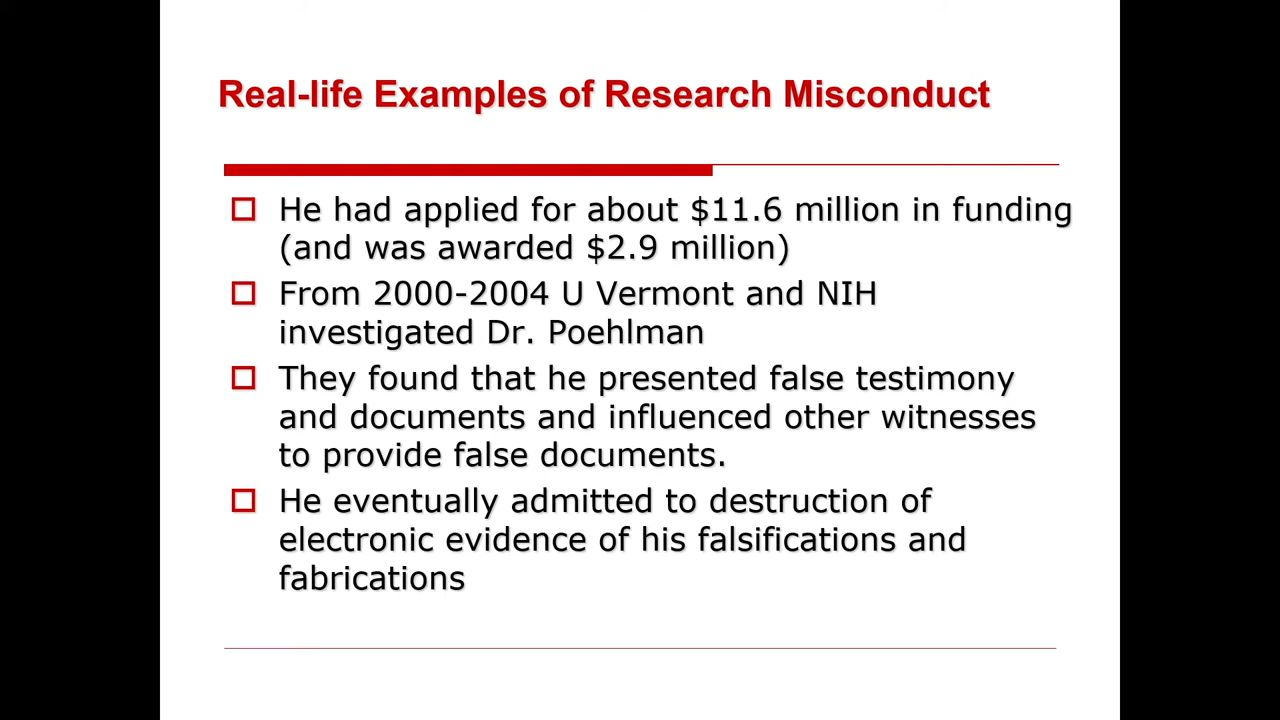 Real-life Examples of Research Misconduct
He had applied for about $11.6 million in funding
(and was awarded $2.9 million)
From 2000-2004 U Vermont and NIH
investigated Dr. Poehlman
They found that he presented false testimony
and documents and influenced other witnesses
to provide false documents.
He eventually admitted to destruction of
electronic evidence of his falsifications and
fabrications